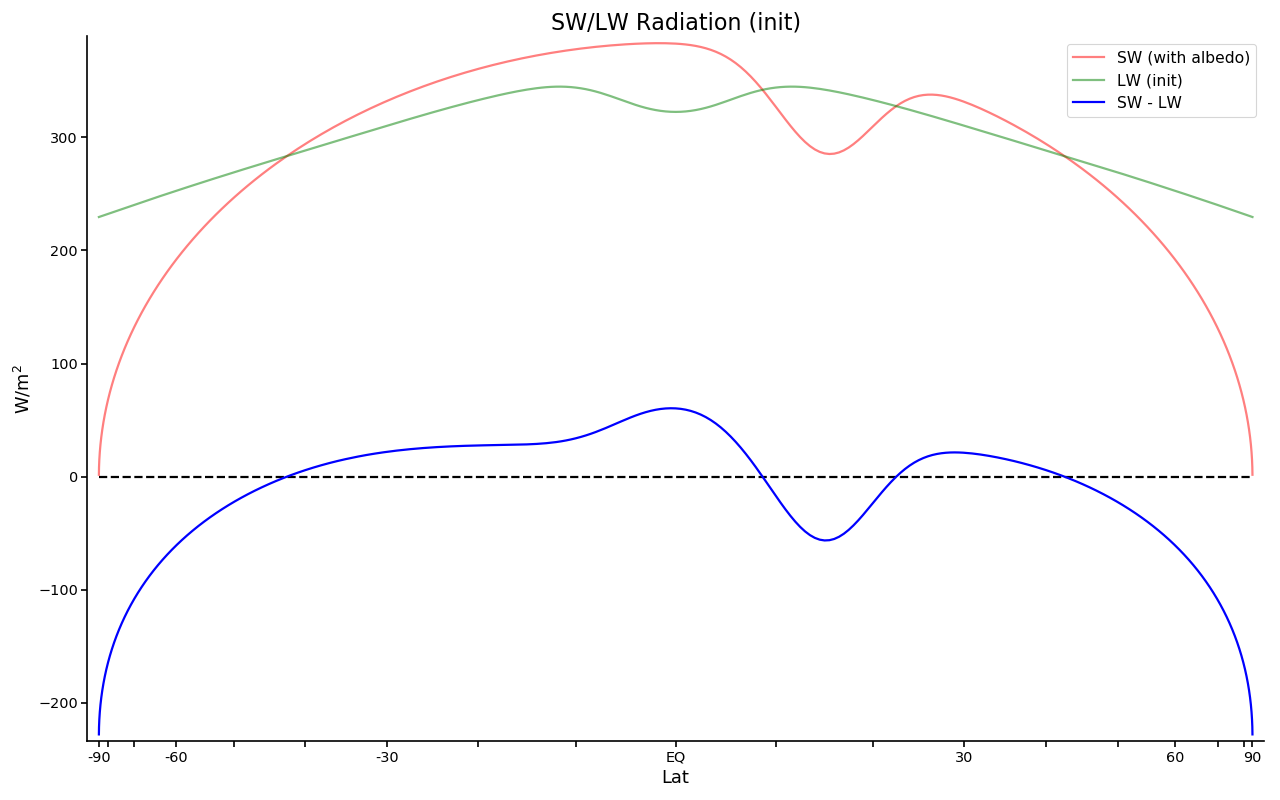 SW/LW Radiation (init)
SW (with albedo)
LW (init)
SW - LW
W/m²
300
200
100
0
−100
−200
-90
-60
-30
EQ
30
60
90
Lat